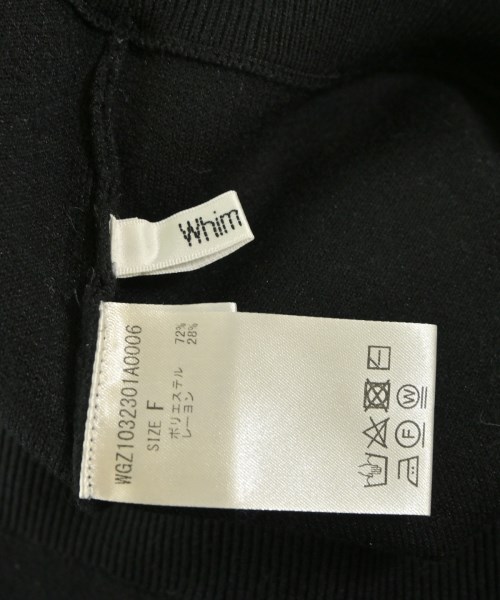 Whim
WGZ1032301A0006
SIZE F
ポリエステル 72%
レーヨン 28%
F W